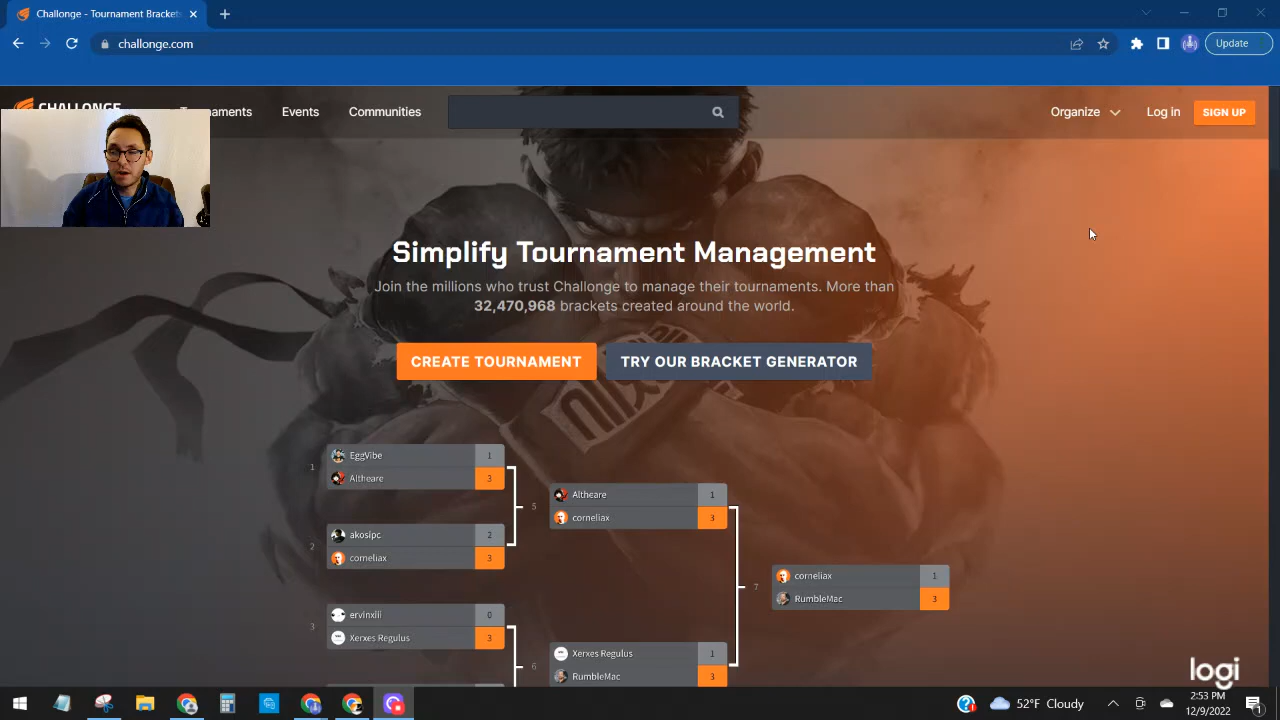 Challonge - Tournament Brackets
challonge.com
Update
CHALLONGE
Tournaments
Events
Communities
Organize
Log in
SIGN UP
Simplify Tournament Management
Join the millions who trust Challonge to manage their tournaments. More than
32,470,968 brackets created around the world.
CREATE TOURNAMENT
TRY OUR BRACKET GENERATOR
1
EggVibe 1
Altheare 3
2
akosipc 2
corneliax 3
3
ervinxiii 0
Xerxes Regulus 3
5
Altheare 1
corneliax 3
6
Xerxes Regulus 1
RumbleMac 3
7
corneliax 1
RumbleMac 3
logi
52°F Cloudy
2:53 PM
12/9/2022
1